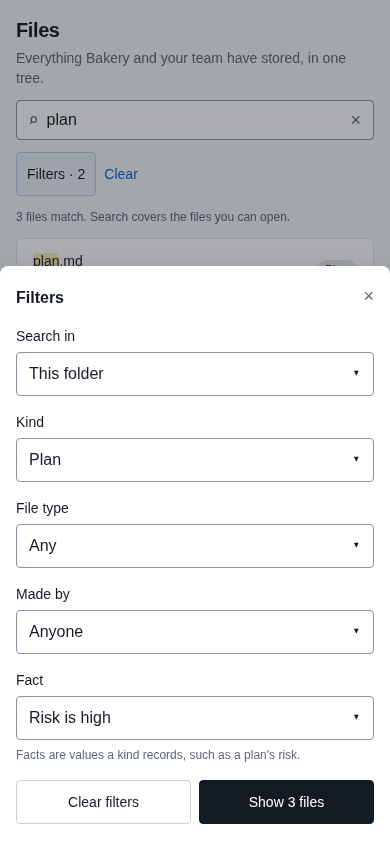 Files
Everything Bakery and your team have stored, in one
tree.
plan
Filters · 2 Clear
3 files match. Search covers the files you can open.
plan.md
Filters
Search in
This folder
Kind
Plan
File type
Any
Made by
Anyone
Fact
Risk is high
Facts are values a kind records, such as a plan's risk.
Clear filters Show 3 files